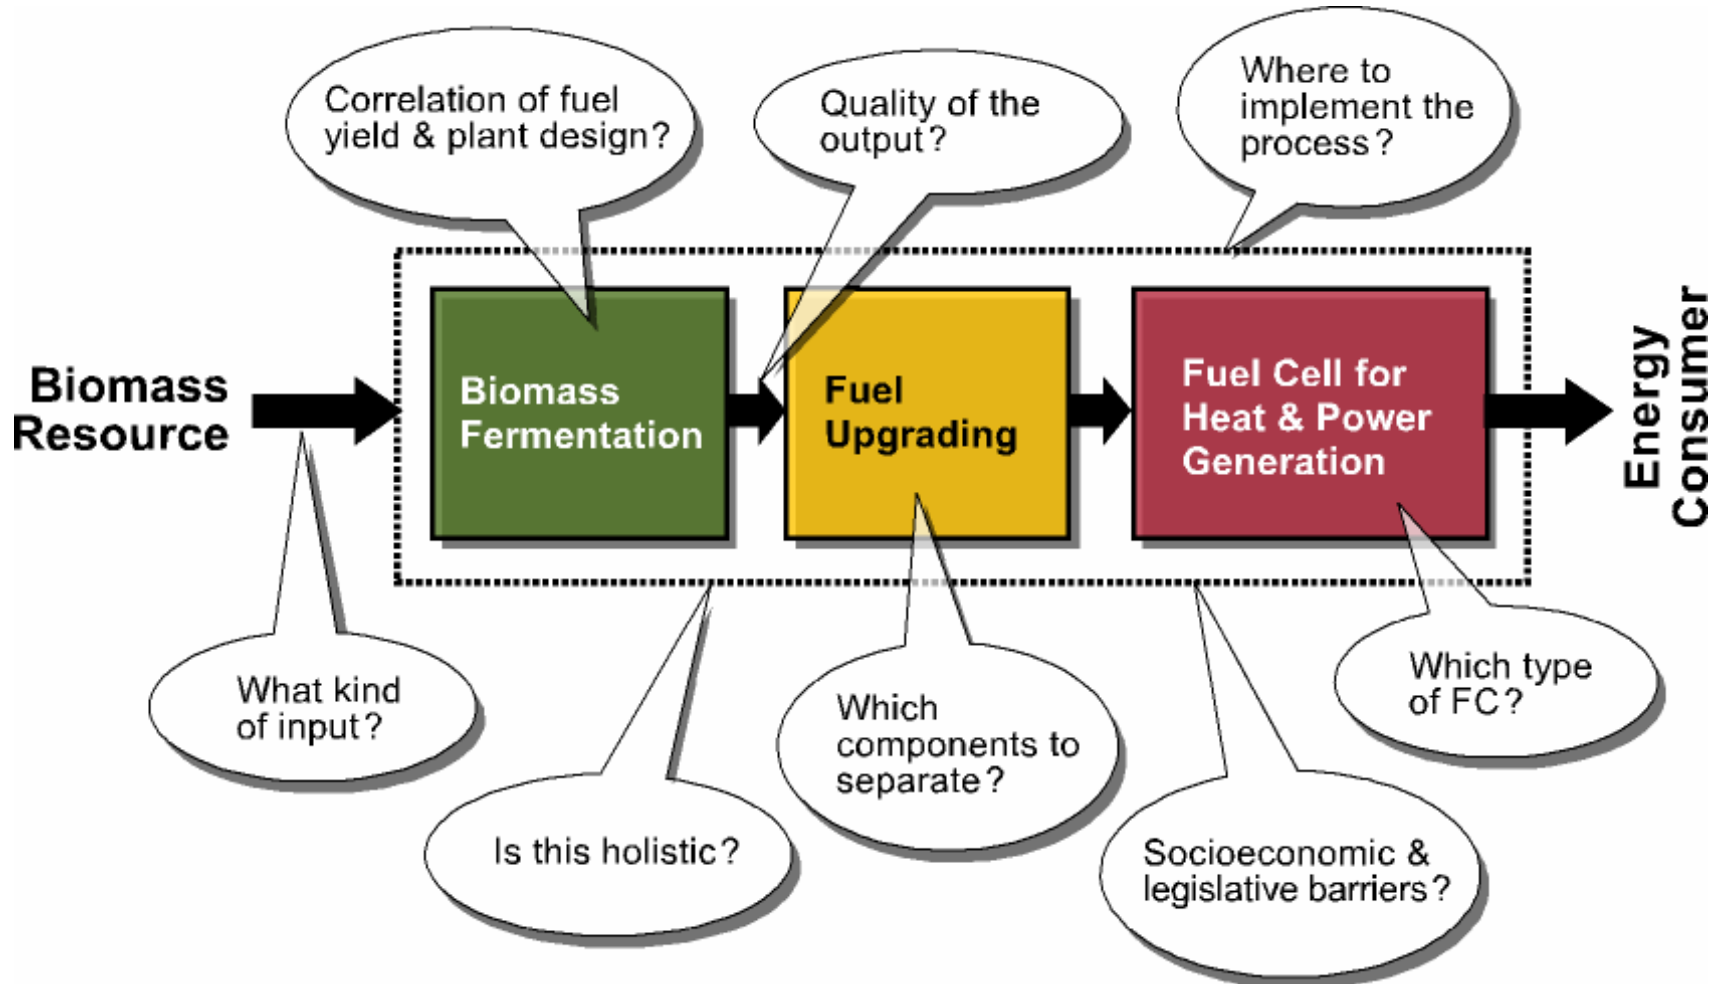 Correlation of fuel
yield & plant design?
Quality of the
output?
Where to
implement the
process?
Biomass
Resource
Biomass
Fermentation
Fuel
Upgrading
Fuel Cell for
Heat & Power
Generation
Energy
Consumer
What kind
of input?
Is this holistic?
Which
components to
separate?
Socioeconomic &
legislative barriers?
Which type
of FC?